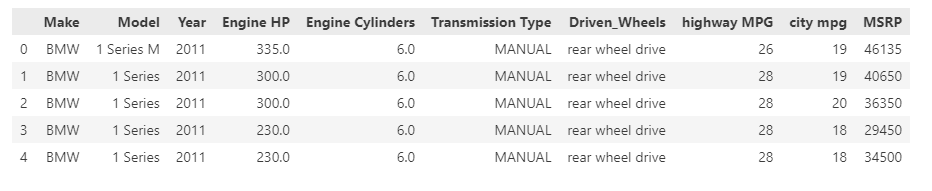 Make Model Year Engine HP Engine Cylinders Transmission Type Driven_Wheels highway MPG city mpg MSRP
0 BMW 1 Series M 2011 335.0 6.0 MANUAL rear wheel drive 26 19 46135
1 BMW 1 Series 2011 300.0 6.0 MANUAL rear wheel drive 28 19 40650
2 BMW 1 Series 2011 300.0 6.0 MANUAL rear wheel drive 28 20 36350
3 BMW 1 Series 2011 230.0 6.0 MANUAL rear wheel drive 28 18 29450
4 BMW 1 Series 2011 230.0 6.0 MANUAL rear wheel drive 28 18 34500